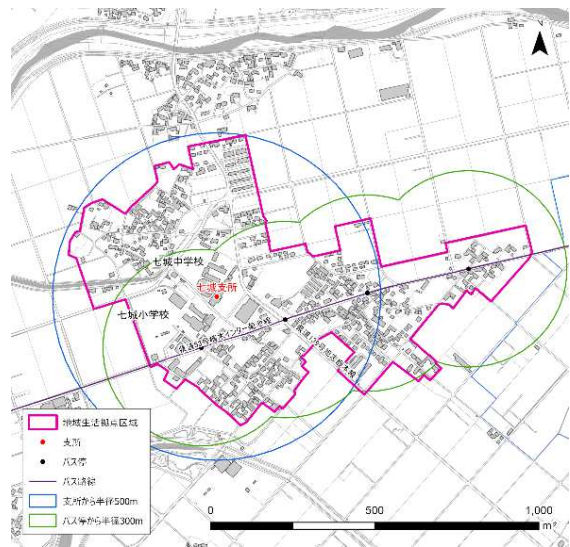 七城中学校
七城支所
七城小学校
地域生活拠点区域
支所
バス停
バス路線
支所から半径500m
バス停から半径300m
0 500 1,000
m